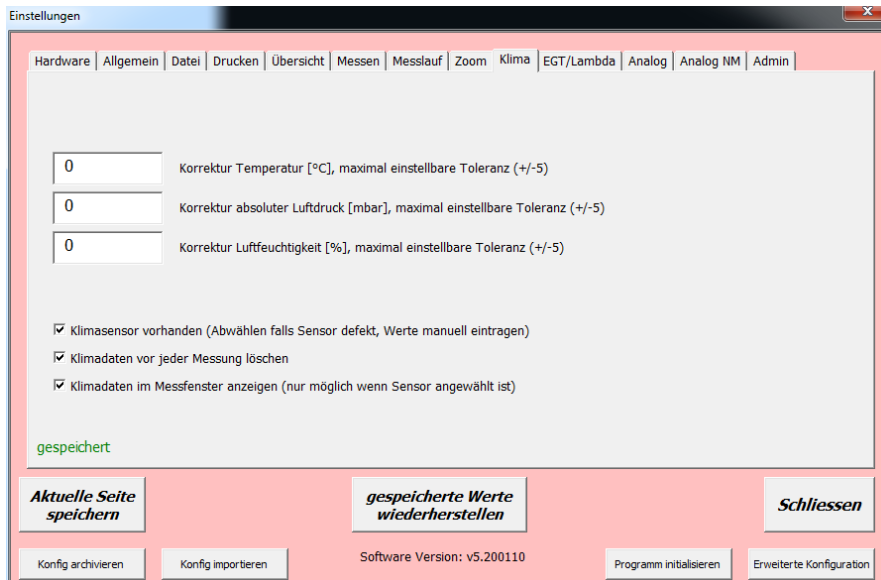 Einstellungen
Hardware Allgemein Datei Drucken Übersicht Messen Messlauf Zoom Klima EGT/Lambda Analog Analog NM Admin
0 Korrektur Temperatur [°C], maximal einstellbare Toleranz (+/-5)
0 Korrektur absoluter Luftdruck [mbar], maximal einstellbare Toleranz (+/-5)
0 Korrektur Luftfeuchtigkeit [%], maximal einstellbare Toleranz (+/-5)
Klimasensor vorhanden (Abwählen falls Sensor defekt, Werte manuell eintragen)
Klimadaten vor jeder Messung löschen
Klimadaten im Messfenster anzeigen (nur möglich wenn Sensor angewählt ist)
gespeichert
Aktuelle Seite
speichern
gespeicherte Werte
wiederherstellen
Schliessen
Konfig archivieren
Konfig importieren
Software Version: v5.200110
Programm initialisieren
Erweiterte Konfiguration